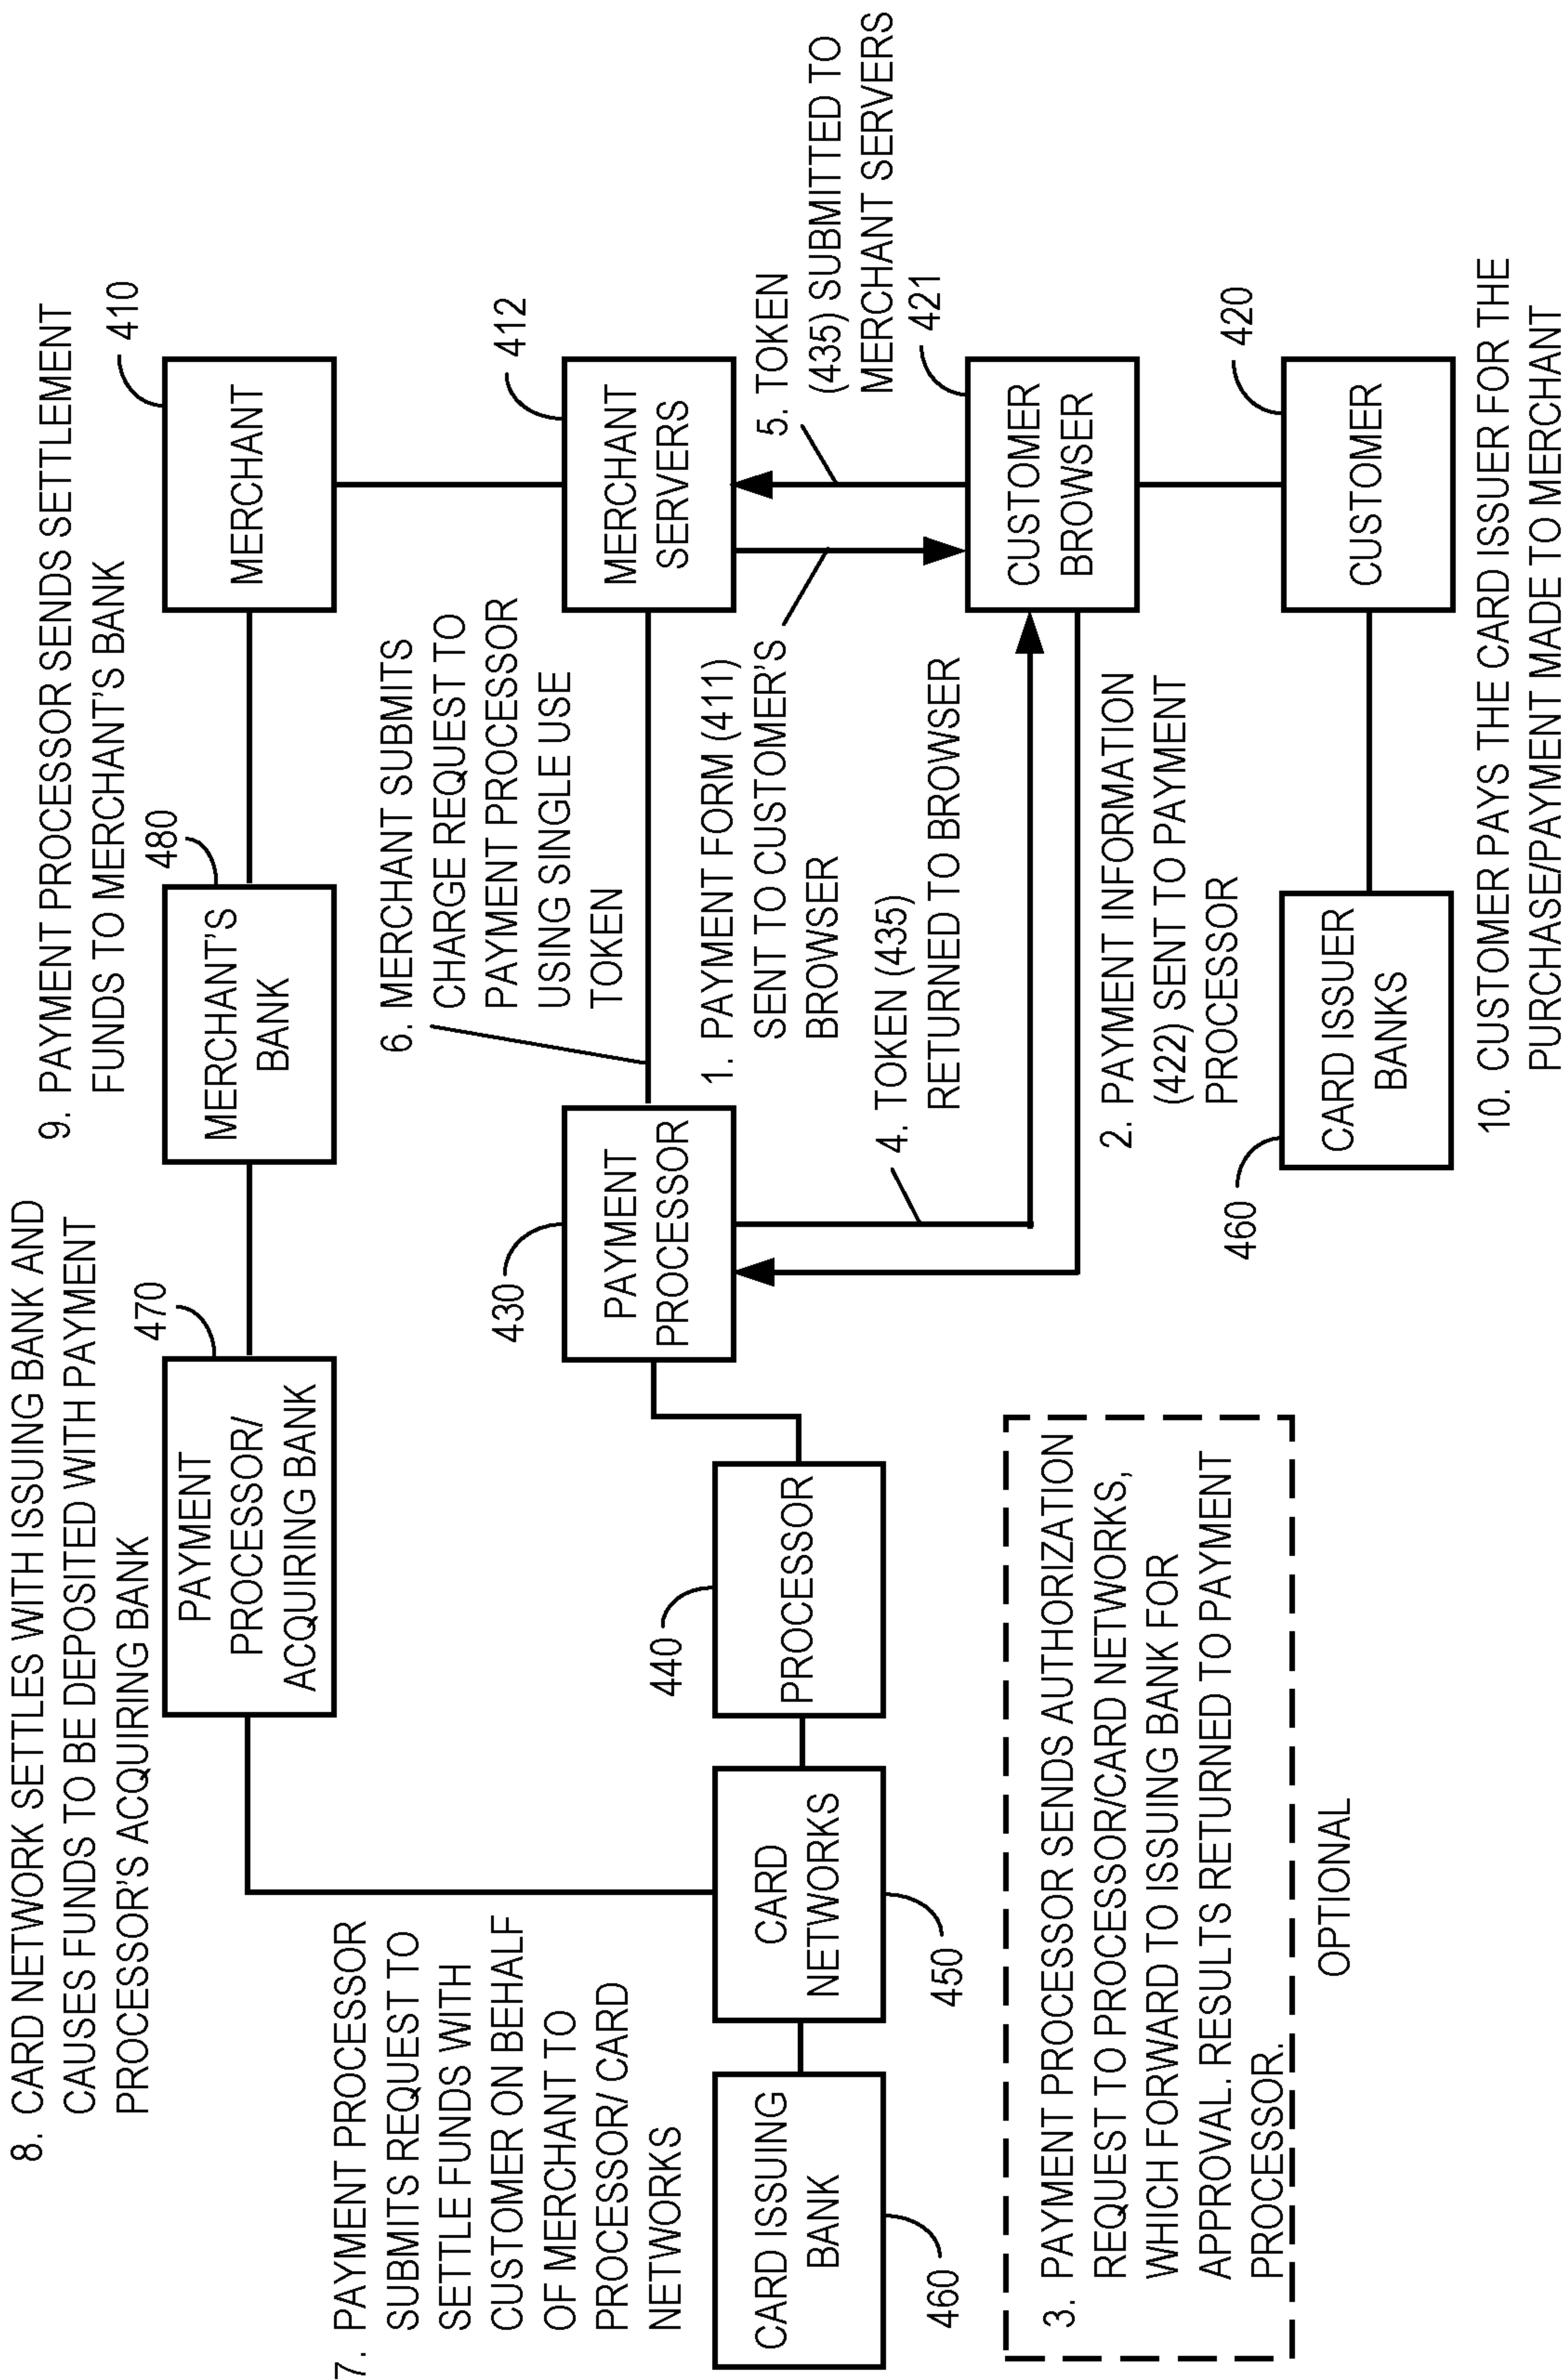 8. CARD NETWORK SETTLES WITH ISSUING BANK AND
CAUSES FUNDS TO BE DEPOSITED WITH PAYMENT
PROCESSOR'S ACQUIRING BANK
9. PAYMENT PROCESSOR SENDS SETTLEMENT
FUNDS TO MERCHANT'S BANK
470
PAYMENT
PROCESSOR/
ACQUIRING BANK
480
MERCHANT'S
BANK
410
MERCHANT
7. PAYMENT PROCESSOR
SUBMITS REQUEST TO
SETTLE FUNDS WITH
CUSTOMER ON BEHALF
OF MERCHANT TO
PROCESSOR/ CARD
NETWORKS
6. MERCHANT SUBMITS
CHARGE REQUEST TO
PAYMENT PROCESSOR
USING SINGLE USE
TOKEN
430
PAYMENT
PROCESSOR
412
MERCHANT
SERVERS
CARD ISSUING
BANK
460
CARD
NETWORKS
450
440
PROCESSOR
1. PAYMENT FORM (411)
SENT TO CUSTOMER'S
BROWSER
5. TOKEN
(435) SUBMITTED TO
MERCHANT SERVERS
4. TOKEN (435)
RETURNED TO BROWSER
421
CUSTOMER
BROWSER
2. PAYMENT INFORMATION
(422) SENT TO PAYMENT
PROCESSOR
3. PAYMENT PROCESSOR SENDS AUTHORIZATION
REQUEST TO PROCESSOR/CARD NETWORKS,
WHICH FORWARD TO ISSUING BANK FOR
APPROVAL. RESULTS RETURNED TO PAYMENT
PROCESSOR.
OPTIONAL
460
CARD ISSUER
BANKS
420
CUSTOMER
10. CUSTOMER PAYS THE CARD ISSUER FOR THE
PURCHASE/PAYMENT MADE TO MERCHANT